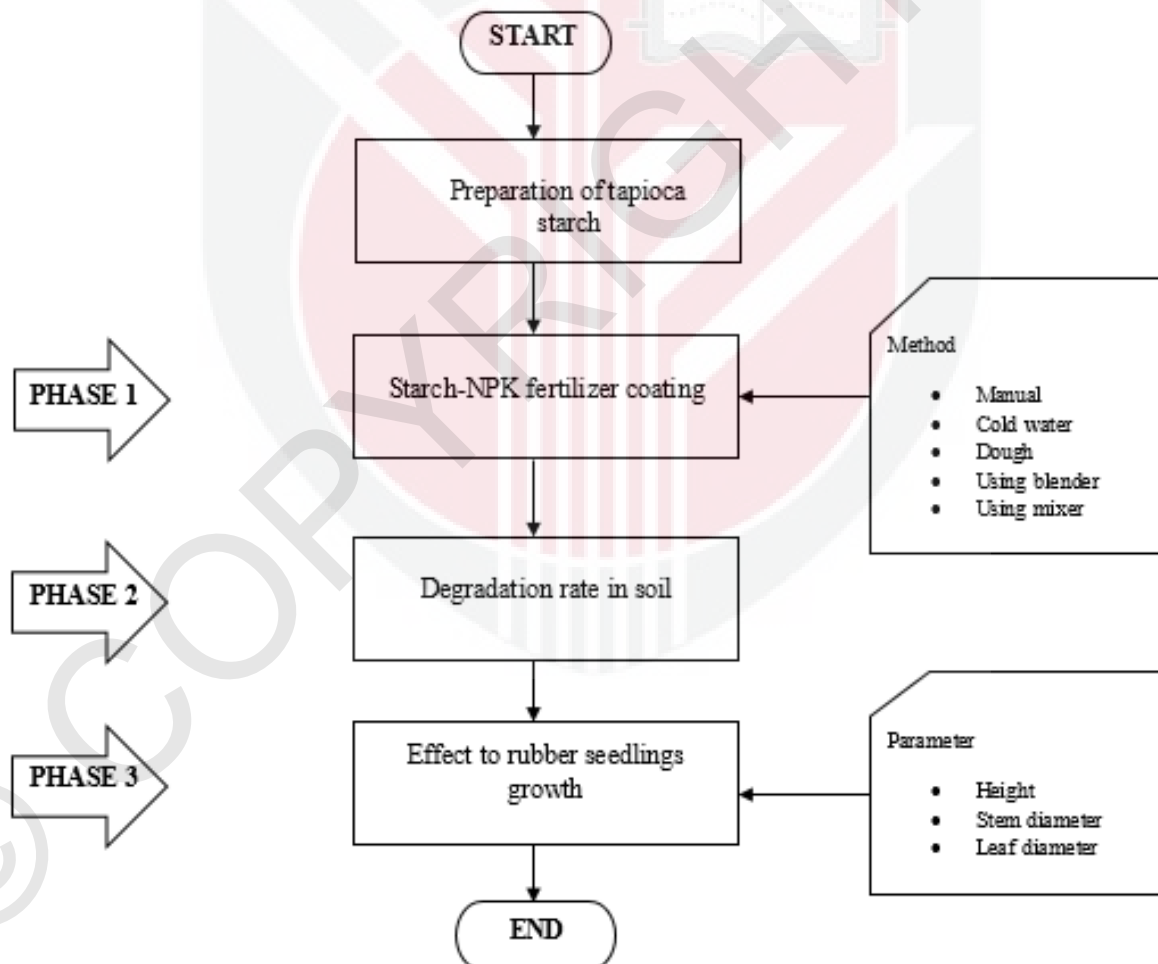 START
Preparation of tapioca
starch
PHASE 1
Starch-NPK fertilizer coating
Method
• Manual
• Cold water
• Dough
• Using blender
• Using mixer
PHASE 2
Degradation rate in soil
PHASE 3
Effect to rubber seedlings
growth
Parameter
• Height
• Stem diameter
• Leaf diameter
END
© COPYRIGH